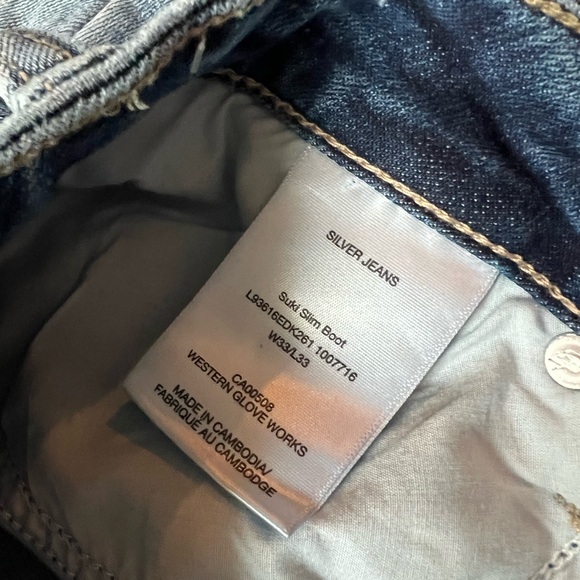 SILVER JEANS
Suki Slim Boot
L93616EDK261 1007716
W33/L33
CA00508
WESTERN GLOVE WORKS
MADE IN CAMBODIA/
FABRIQUE AU CAMBODGE